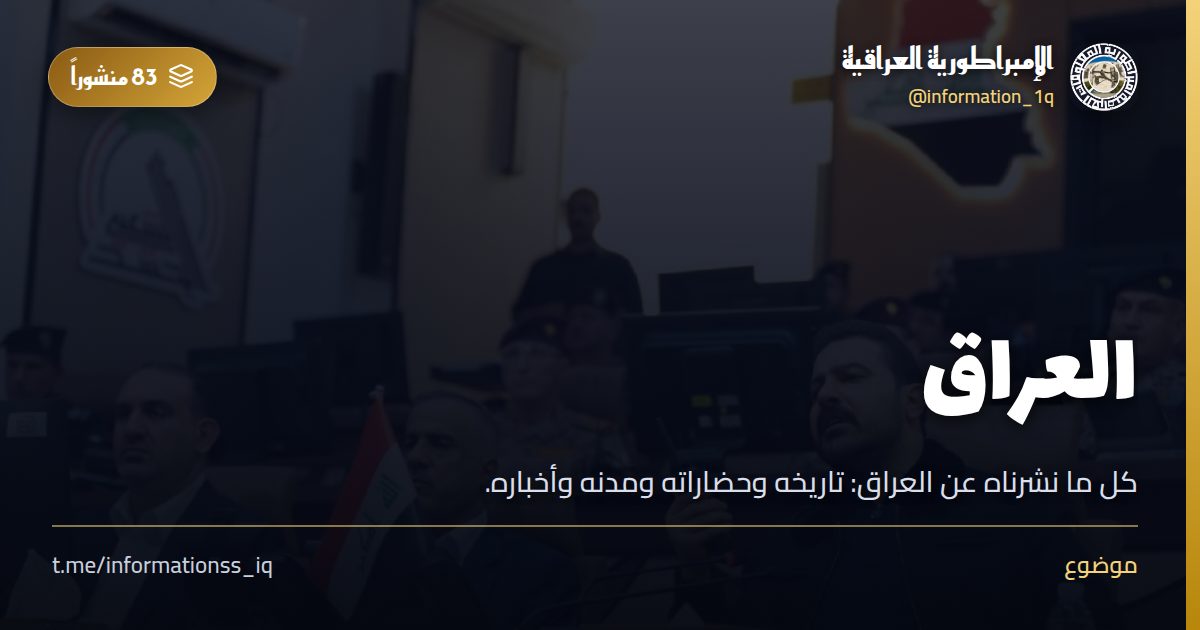 الإمبراطورية العراقية
@information_1q
83 منشوراً
العراق
كل ما نشرناه عن العراق: تاريخه وحضاراته ومدنه وأخباره.
موضوع
t.me/informationss_iq